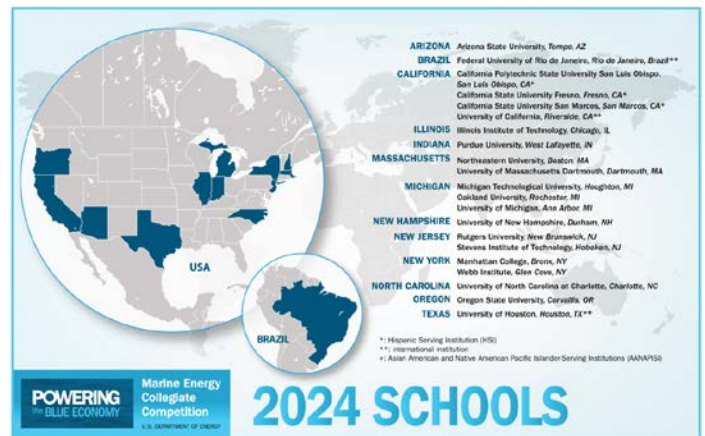 ARIZONA Arizona State University, Tempe, AZ
BRAZIL Federal University of Rio de Janeiro, Rio de Janeiro, Brazil**
CALIFORNIA California Polytechnic State University San Luis Obispo,
San Luis Obispo, CA*
California State University Fresno, Fresno, CA*
California State University San Marcos, San Marcos, CA*
University of California, Riverside, CA**
ILLINOIS Illinois Institute of Technology, Chicago, IL
INDIANA Purdue University, West Lafayette, IN
MASSACHUSETTS Northeastern University, Boston, MA
University of Massachusetts Dartmouth, Dartmouth, MA
MICHIGAN Michigan Technological University, Houghton, MI
Oakland University, Rochester, MI
University of Michigan, Ann Arbor, MI
NEW HAMPSHIRE University of New Hampshire, Durham, NH
NEW JERSEY Rutgers University, New Brunswick, NJ
Stevens Institute of Technology, Hoboken, NJ
NEW YORK Manhattan College, Bronx, NY
Webb Institute, Glen Cove, NY
NORTH CAROLINA University of North Carolina at Charlotte, Charlotte, NC
OREGON Oregon State University, Corvallis, OR
TEXAS University of Houston, Houston, TX*+
*: Hispanic Serving Institution (HSI)
**: international institution
+: Asian American and Native American Pacific Islander-Serving Institutions (AANAPISI)
USA
BRAZIL
POWERING
the BLUE ECONOMY
Marine Energy
Collegiate
Competition
U.S. DEPARTMENT OF ENERGY
2024 SCHOOLS